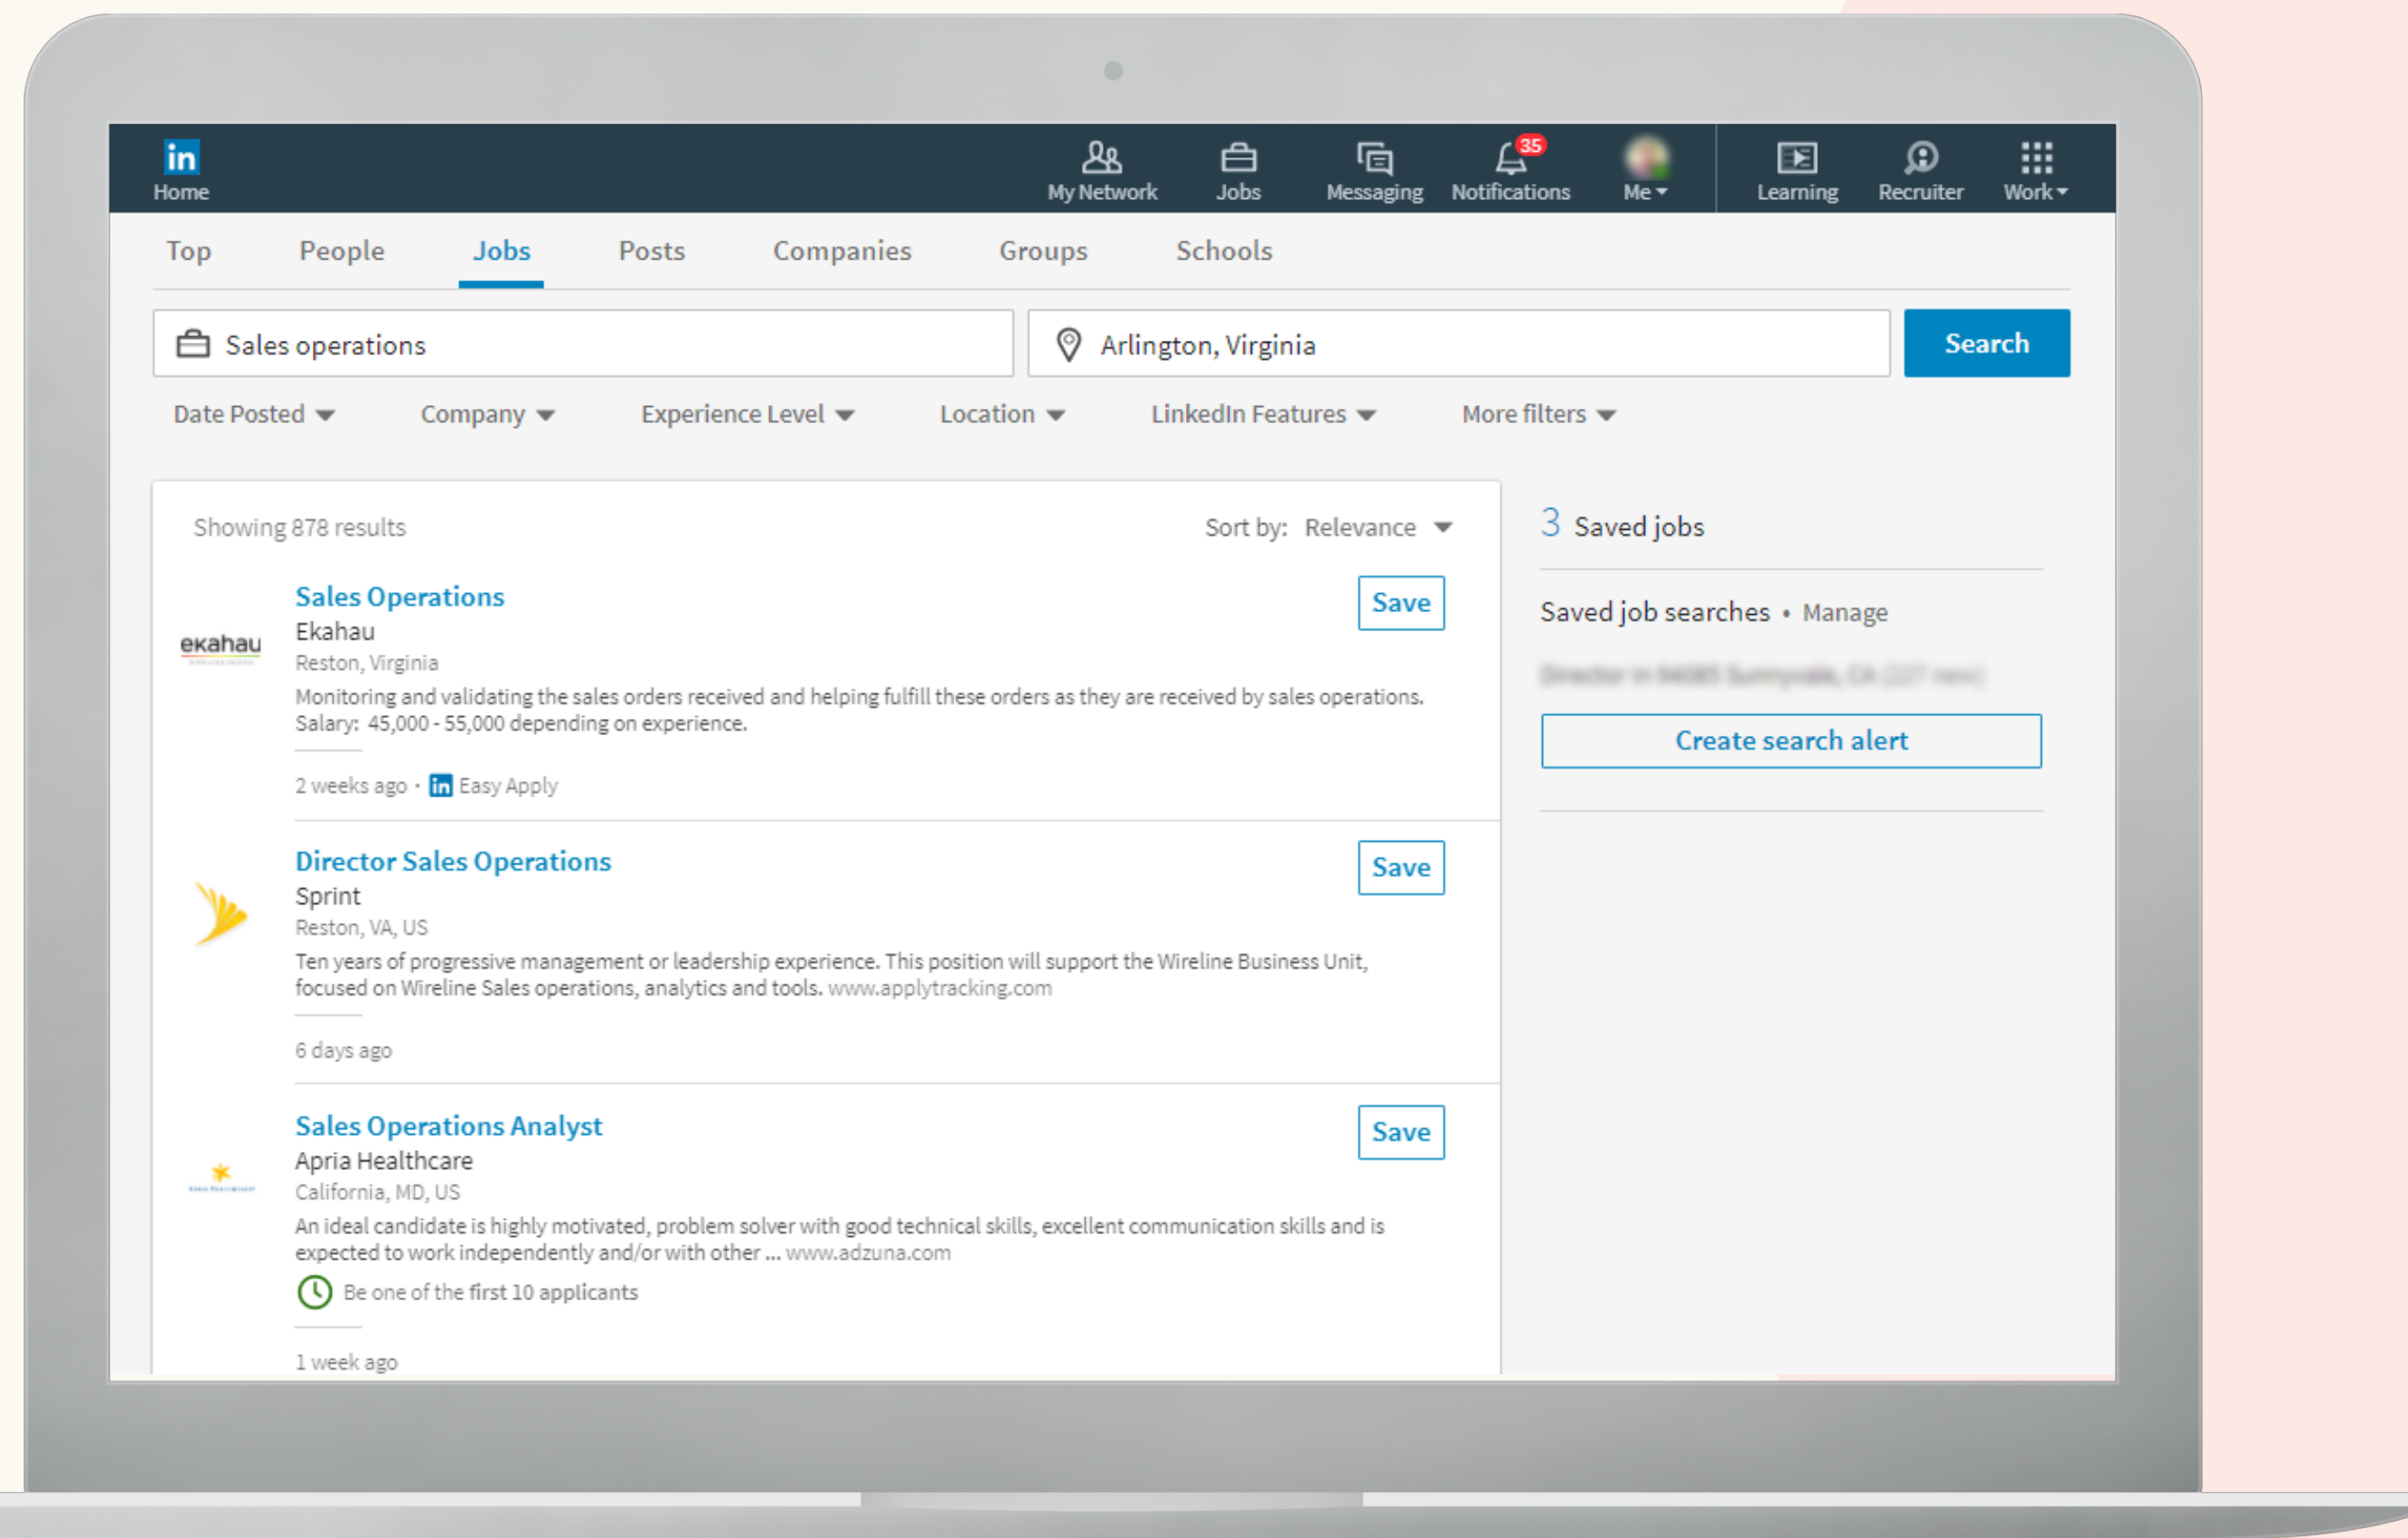 in
Home
My Network
Jobs
Messaging
35
Notifications
Me
Learning
Recruiter
Work
Top People Jobs Posts Companies Groups Schools
Sales operations
Arlington, Virginia
Search
Date Posted Company Experience Level Location LinkedIn Features More filters
Showing 878 results
Sort by: Relevance
ekahau
Sales Operations
Save
Ekahau
Reston, Virginia
Monitoring and validating the sales orders received and helping fulfill these orders as they are received by sales operations.
Salary: 45,000 - 55,000 depending on experience.
2 weeks ago · in Easy Apply
Director Sales Operations
Save
Sprint
Reston, VA, US
Ten years of progressive management or leadership experience. This position will support the Wireline Business Unit,
focused on Wireline Sales operations, analytics and tools. www.applytracking.com
6 days ago
Sales Operations Analyst
Save
Apria Healthcare
California, MD, US
An ideal candidate is highly motivated, problem solver with good technical skills, excellent communication skills and is
expected to work independently and/or with other ... www.adzuna.com
Be one of the first 10 applicants
1 week ago
3 Saved jobs
Saved job searches • Manage
Create search alert